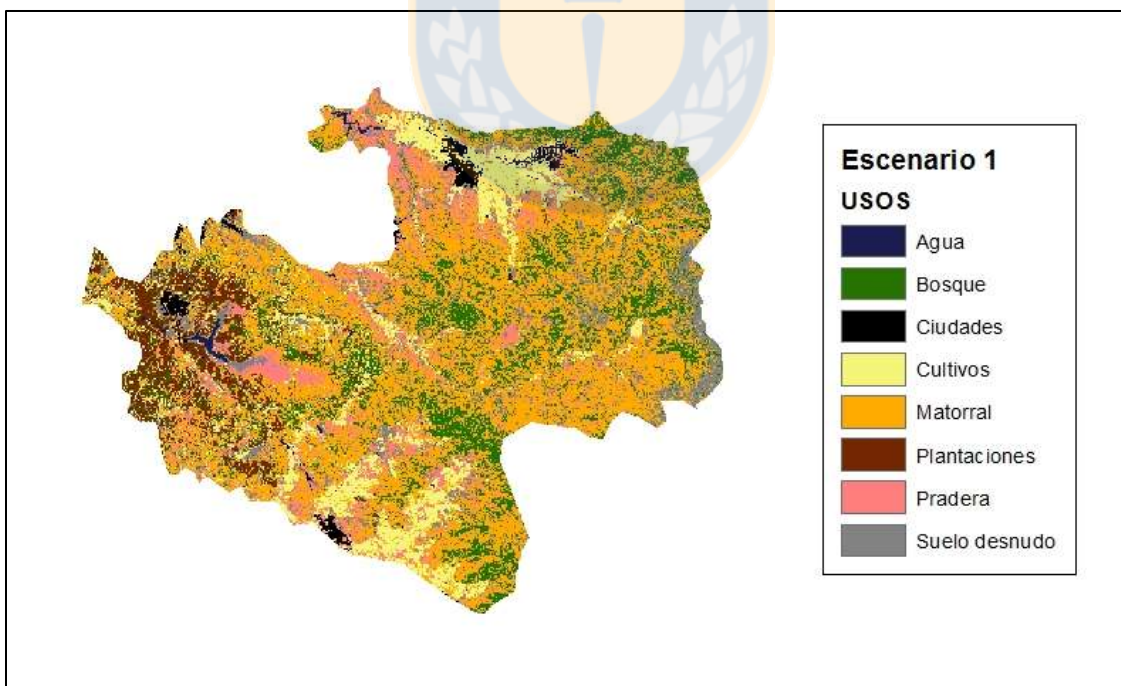 Escenario 1
USOS
Agua
Bosque
Ciudades
Cultivos
Matorral
Plantaciones
Pradera
Suelo desnudo